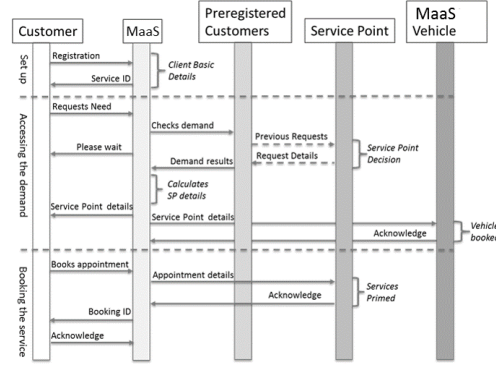 Customer
MaaS
Preregistered
Customers
Service Point
MaaS
Vehicle
Set up
Registration
Service ID
Client Basic
Details
Accessing the demand
Requests Need
Checks demand
Please wait
Previous Requests
Request Details
Demand results
Service Point
Decision
Calculates
SP details
Service Point details
Service Point details
Acknowledge
Vehicle
booked
Booking the service
Books appointment
Appointment details
Acknowledge
Services
Primed
Booking ID
Acknowledge